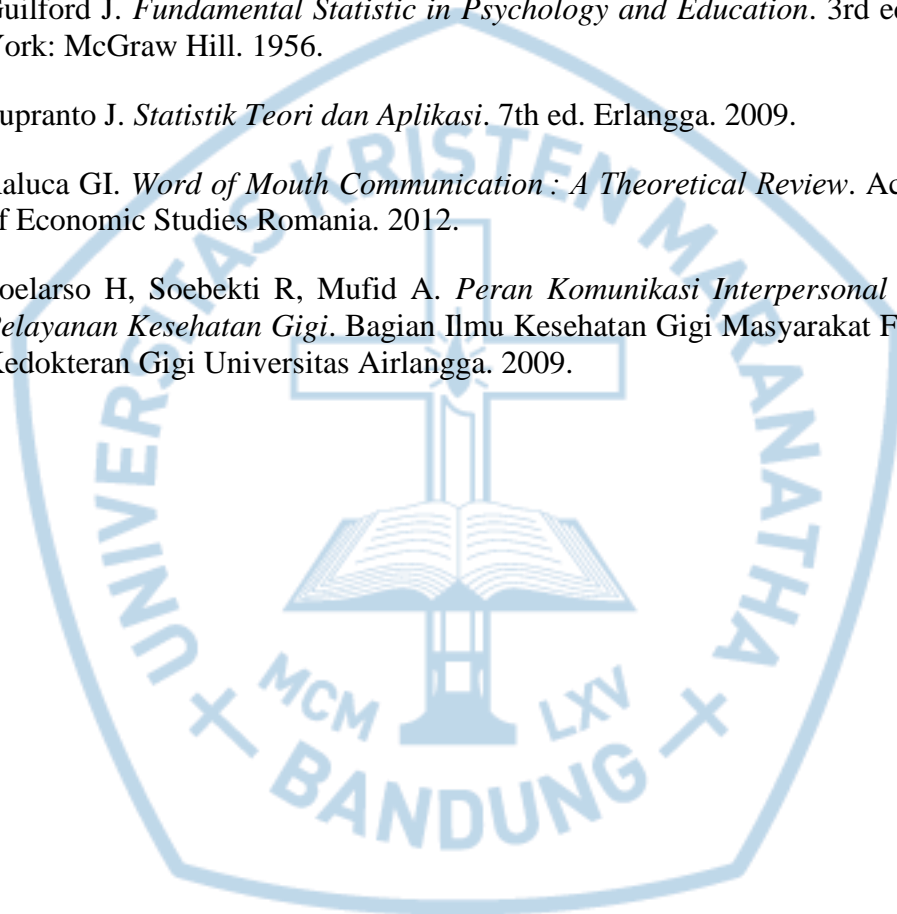 Guilford J. Fundamental Statistic in Psychology and Education. 3rd
York: McGraw Hill. 1956.
upranto J. Statistik Teori dan Aplikasi. 7th ed. Erlangga. 2009.
aluca GI. Word of Mouth Communication : A Theoretical Review. Ac
f Economic Studies Romania. 2012.
oelarso H, Soebekti R, Mufid A. Peran Komunikasi Interpersonal
Pelayanan Kesehatan Gigi. Bagian Ilmu Kesehatan Gigi Masyarakat F
Kedokteran Gigi Universitas Airlangga. 2009.
UNIVERSITAS KRISTEN MARANATHA
MCM LXV
BANDUNG